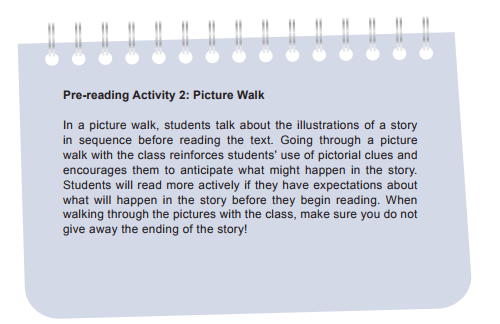 Pre-reading Activity 2: Picture Walk
In a picture walk, students talk about the illustrations of a story
in sequence before reading the text. Going through a picture
walk with the class reinforces students' use of pictorial clues and
encourages them to anticipate what might happen in the story.
Students will read more actively if they have expectations about
what will happen in the story before they begin reading. When
walking through the pictures with the class, make sure you do not
give away the ending of the story!